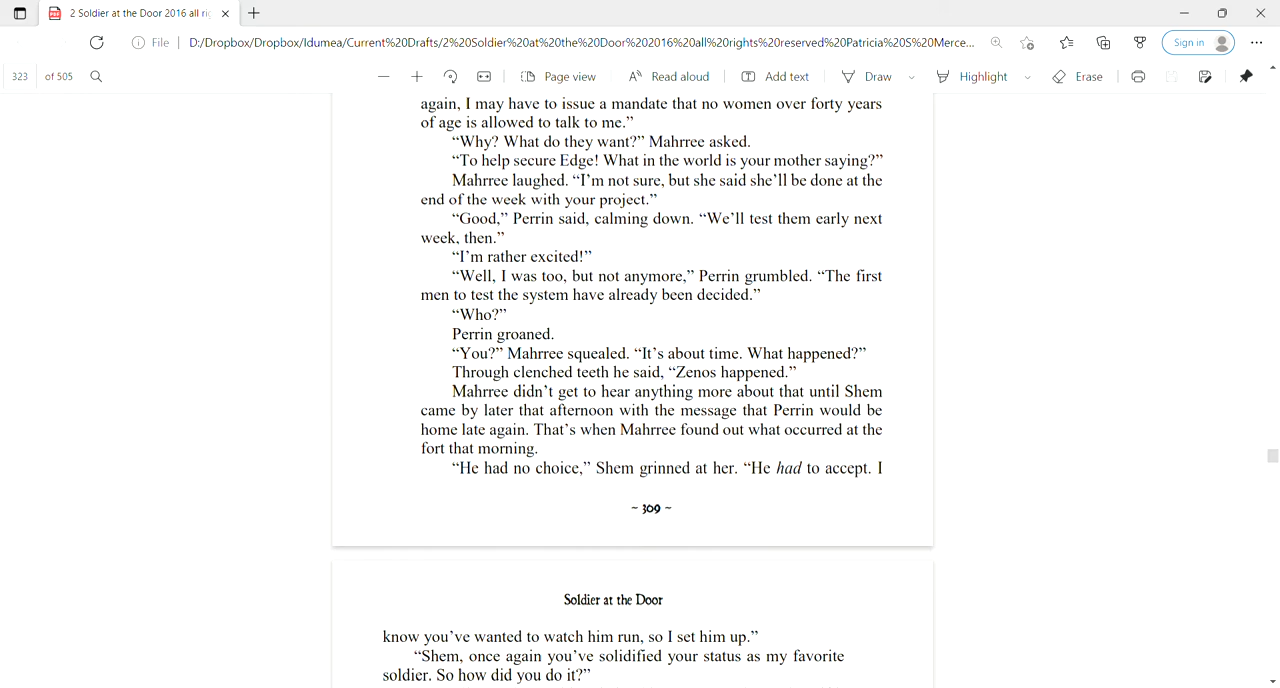 2 Soldier at the Door 2016 all ri
File
D:/Dropbox/Dropbox/Idumea/Current%20Drafts/2%20Soldier%20at%20the%20Door%202016%20all%20rights%20reserved%20Patricia%20S%20Merce...
Sign in
323 of 505
Page view
Read aloud
Add text
Draw
Highlight
Erase
again, I may have to issue a mandate that no women over forty years
of age is allowed to talk to me.”
“Why? What do they want?” Mahrree asked.
“To help secure Edge! What in the world is your mother saying?”
Mahrree laughed. “I’m not sure, but she said she’ll be done at the
end of the week with your project.”
“Good,” Perrin said, calming down. “We’ll test them early next
week, then.”
“I’m rather excited!”
“Well, I was too, but not anymore,” Perrin grumbled. “The first
men to test the system have already been decided.”
“Who?”
Perrin groaned.
“You?” Mahrree squealed. “It’s about time. What happened?”
Through clenched teeth he said, “Zenos happened.”
Mahrree didn’t get to hear anything more about that until Shem
came by later that afternoon with the message that Perrin would be
home late again. That’s when Mahrree found out what occurred at the
fort that morning.
“He had no choice,” Shem grinned at her. “He had to accept. I
~ 309 ~
Soldier at the Door
know you’ve wanted to watch him run, so I set him up.”
“Shem, once again you’ve solidified your status as my favorite
soldier. So how did you do it?”